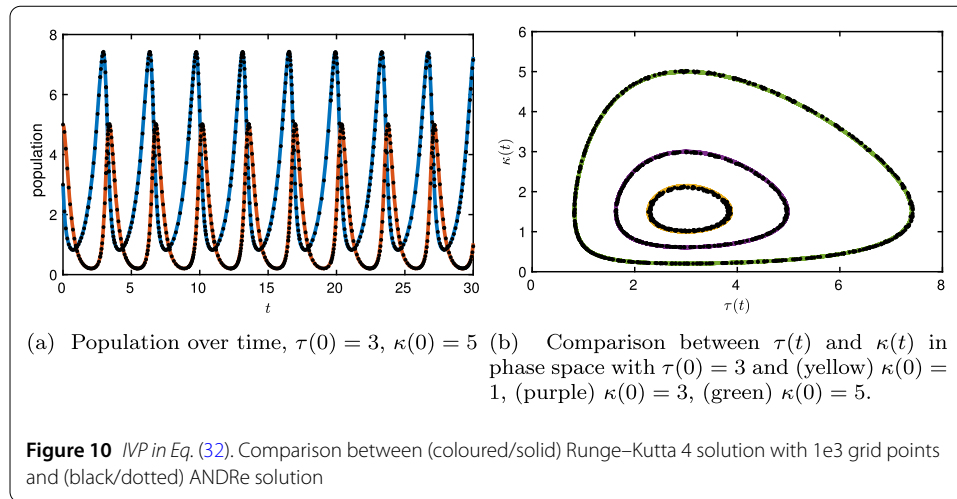 8
6
4
2
0
population
0 5 10 15 20 25 30
t
6
5
4
3
2
1
0
κ(t)
0 2 4 6 8
τ(t)
(a) Population over time, τ(0) = 3, κ(0) = 5
(b) Comparison between τ(t) and κ(t) in
phase space with τ(0) = 3 and (yellow) κ(0) =
1, (purple) κ(0) = 3, (green) κ(0) = 5.
Figure 10 IVP in Eq. (32). Comparison between (coloured/solid) Runge–Kutta 4 solution with 1e3 grid points
and (black/dotted) ANDRe solution